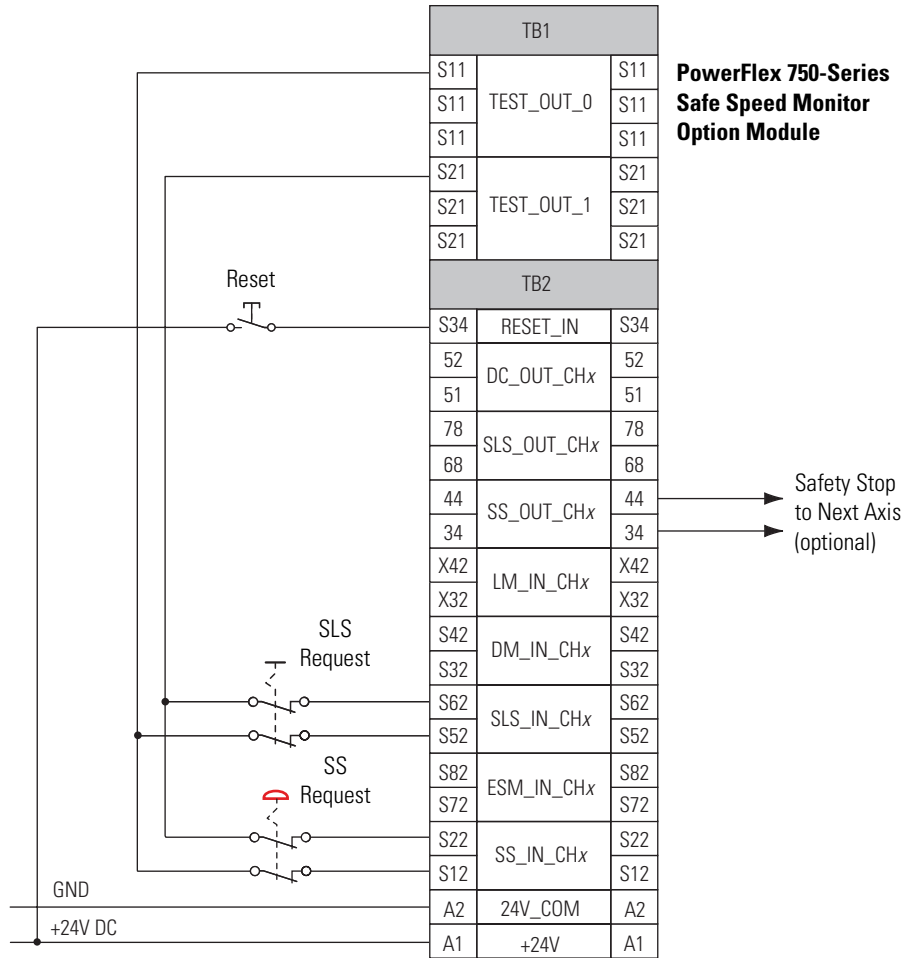 TB1
S11 S11
S11 TEST_OUT_0 S11
S11 S11
S21 S21
S21 TEST_OUT_1 S21
S21 S21
PowerFlex 750-Series
Safe Speed Monitor
Option Module
TB2
Reset
S34 RESET_IN S34
52 52
DC_OUT_CHx
51 51
78 78
SLS_OUT_CHx
68 68
44 44
SS_OUT_CHx
34 34
Safety Stop
to Next Axis
(optional)
X42 X42
LM_IN_CHx
X32 X32
S42 S42
DM_IN_CHx
S32 S32
SLS
Request
S62 S62
SLS_IN_CHx
S52 S52
S82 S82
ESM_IN_CHx
S72 S72
SS
Request
S22 S22
SS_IN_CHx
S12 S12
GND
A2 24V_COM A2
+24V DC
A1 +24V A1